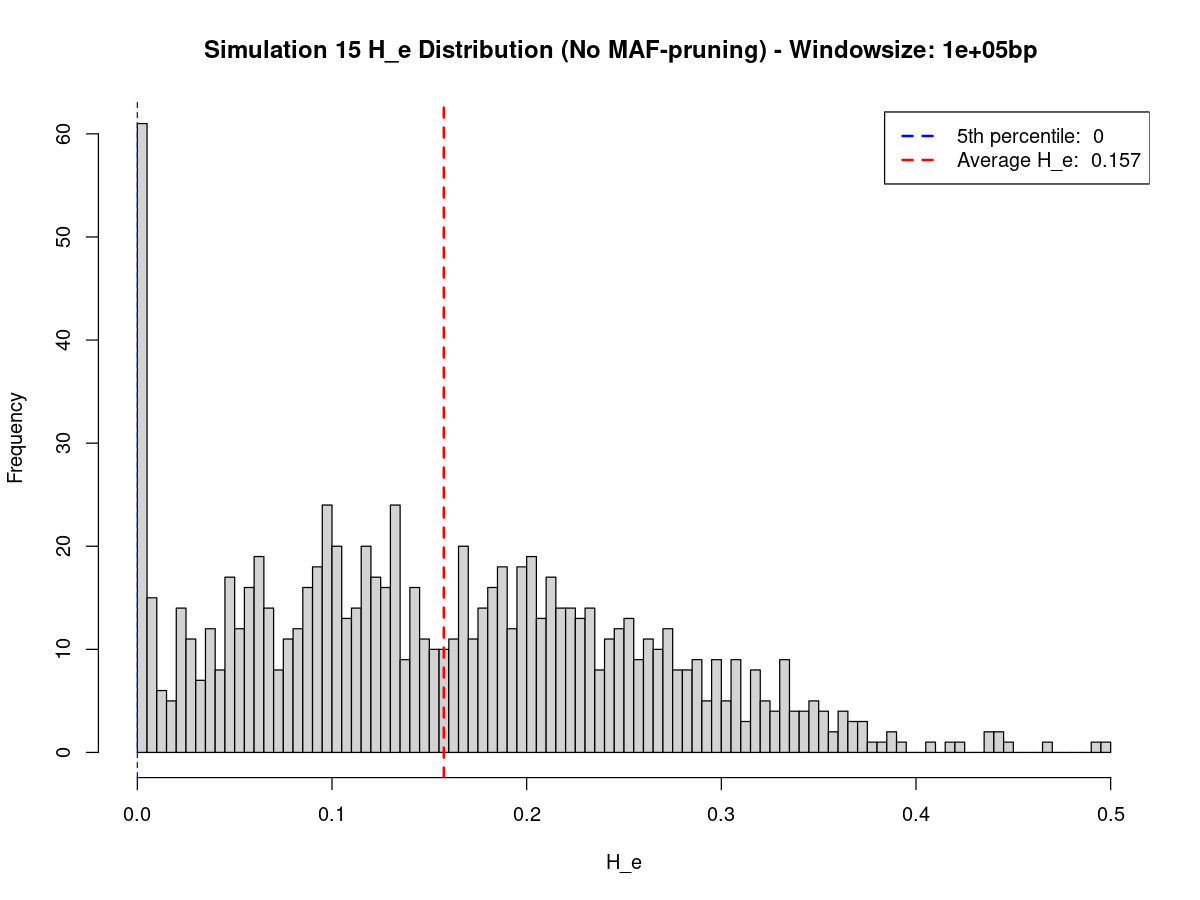 Simulation 15 H_e Distribution (No MAF-pruning) - Windowsize: 1e+05bp
5th percentile:  0
Average H_e:  0.157
Frequency
60
50
40
30
20
10
0
0.0 0.1 0.2 0.3 0.4 0.5
H_e